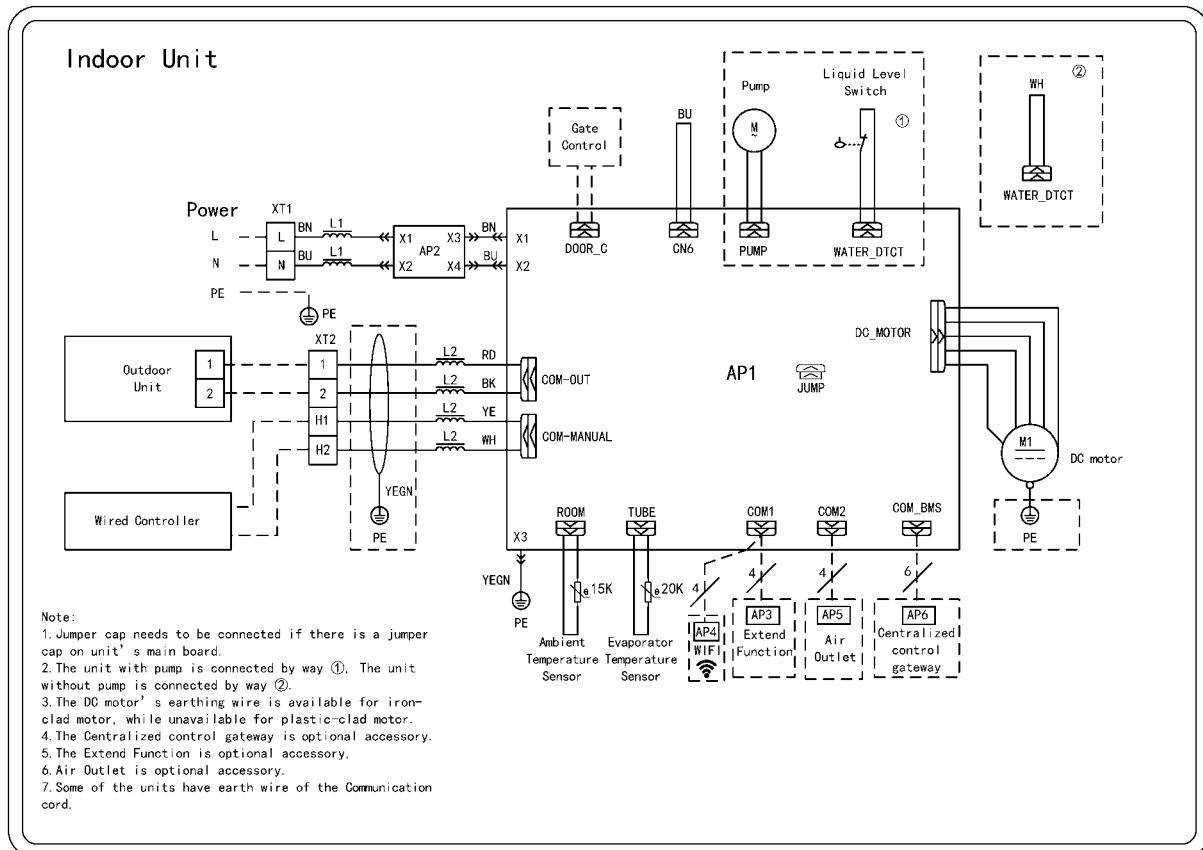 Indoor Unit
Pump
Liquid Level
Switch
①
②
WH
WATER_DTCT
Gate
Control
BU
M
~
DOOR_C
CN6
PUMP
WATER_DTCT
Power
XT1
L
L
BN
L1
X1
X3
BN
X1
AP2
N
N
BU
L1
X2
X4
BU
X2
PE
PE
DC_MOTOR
AP1
JUMP
M1
DC motor
PE
Outdoor
Unit
1
2
XT2
1
2
H1
H2
L2
RD
L2
BK
L2
YE
L2
WH
COM-OUT
COM-MANUAL
YEGN
PE
Wired Controller
X3
YEGN
PE
ROOM
TUBE
COM1
COM2
COM_BMS
θ
15K
θ
20K
4
4
4
6
Ambient
Temperature
Sensor
Evaporator
Temperature
Sensor
AP4
WIFI
AP3
Extend
Function
AP5
Air
Outlet
AP6
Centralized
control
gateway
Note:
1. Jumper cap needs to be connected if there is a jumper
cap on unit's main board.
2. The unit with pump is connected by way ①, The unit
without pump is connected by way ②.
3. The DC motor's earthing wire is available for iron-
clad motor, while unavailable for plastic-clad motor.
4. The Centralized control gateway is optional accessory.
5. The Extend Function is optional accessory,
6. Air Outlet is optional accessory.
7. Some of the units have earth wire of the Communication
cord.